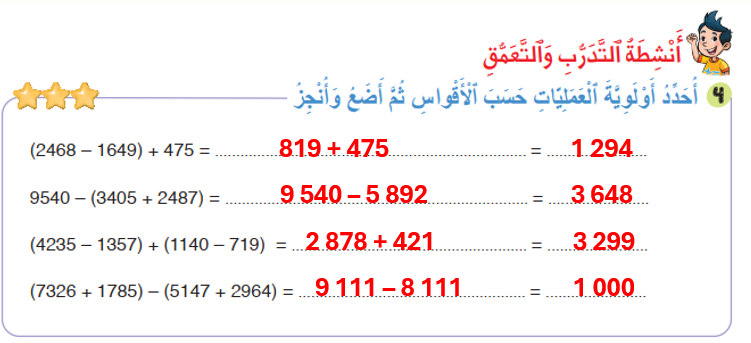 أَنْشِطَةُ ٱلتَّدَرُّبِ وَٱلتَّعَمُّقِ
4 أُحَدِّدُ أَوْلَوِيَّةَ ٱلْعَمَلِيّاتِ حَسَبَ ٱلْأَقْواسِ ثُمَّ أَضَعُ وَأُنْجِزُ
(2468 – 1649) + 475 = 819 + 475 = 1 294
9540 – (3405 + 2487) = 9 540 – 5 892 = 3 648
(4235 – 1357) + (1140 – 719) = 2 878 + 421 = 3 299
(7326 + 1785) – (5147 + 2964) = 9 111 – 8 111 = 1 000